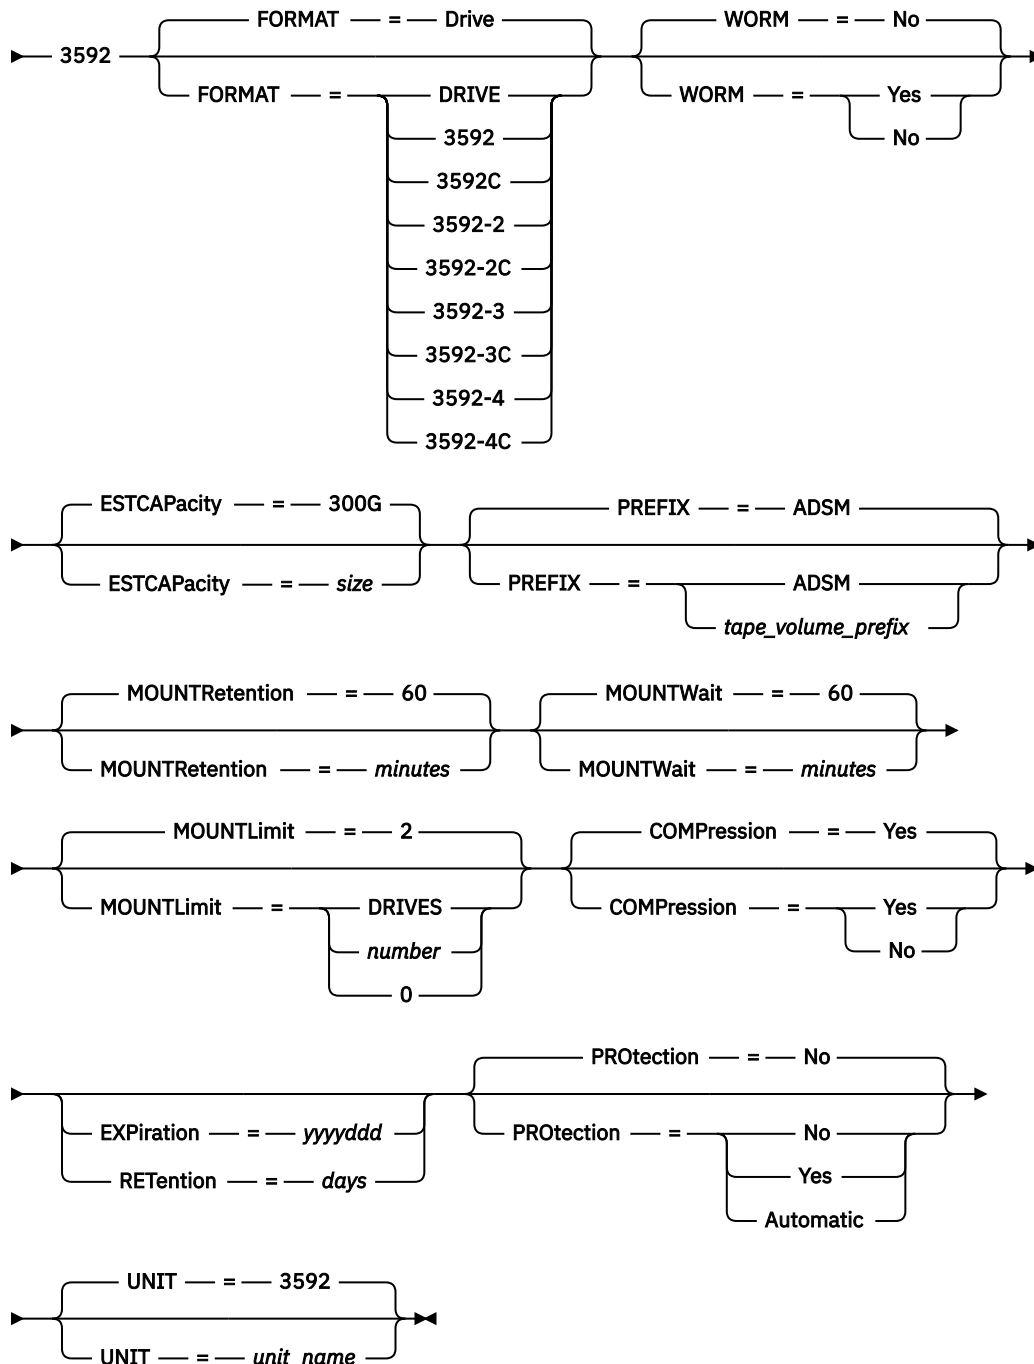 FORMAT = Drive WORM = No
3592
FORMAT = DRIVE WORM = Yes
3592 No
3592C
3592-2
3592-2C
3592-3
3592-3C
3592-4
3592-4C
ESTCAPacity = 300G PREFIX = ADSM
ESTCAPacity = size PREFIX = ADSM
tape_volume_prefix
MOUNTRetention = 60 MOUNTWait = 60
MOUNTRetention = minutes MOUNTWait = minutes
MOUNTLimit = 2 COMPression = Yes
MOUNTLimit = DRIVES COMPression = Yes
number No
0
PROtection = No
EXPiration = yyyyddd PROtection = No
RETention = days Yes
Automatic
UNIT = 3592
UNIT = unit_name